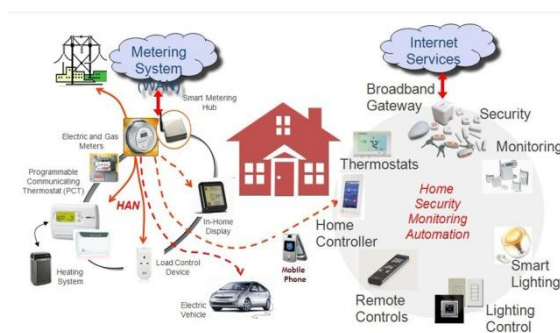 Metering
System
(WAN)
Smart Metering
Hub
Electric and Gas
Meters
Programmable
Communicating
Thermostat (PCT)
HAN
In-Home
Display
Load Control
Device
Heating System
Electric
Vehicle
Mobile
Phone
Internet
Services
Broadband
Gateway
Security
Monitoring
Thermostats
Home
Security
Monitoring
Automation
Home
Controller
Smart
Lighting
Remote
Controls
Lighting
Control